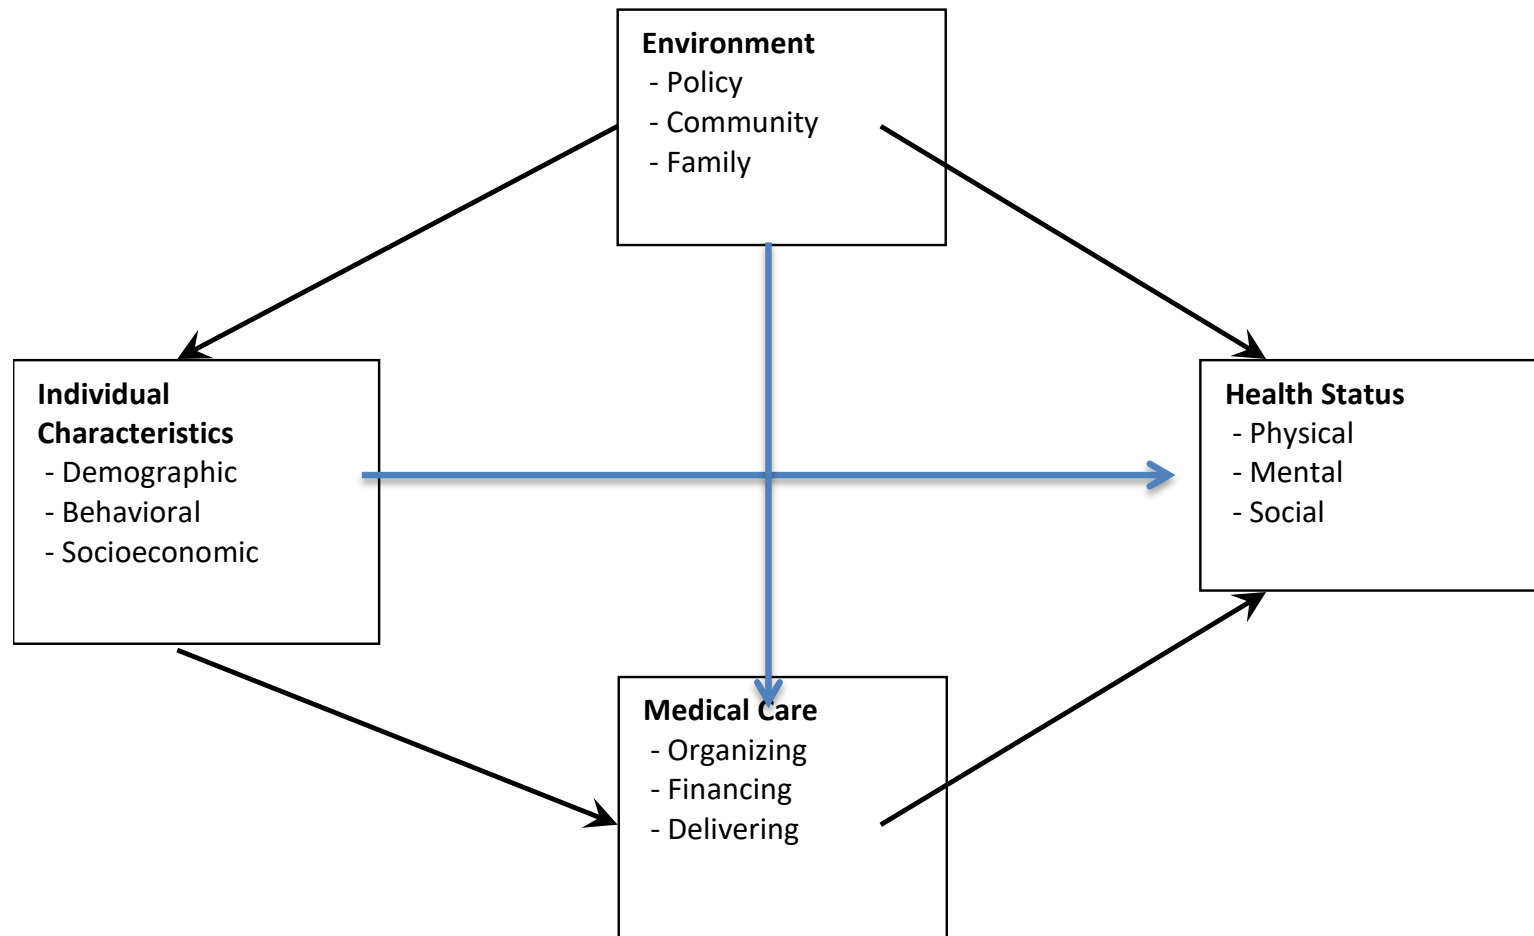 Environment
- Policy
- Community
- Family
Individual
Characteristics
- Demographic
- Behavioral
- Socioeconomic
Health Status
- Physical
- Mental
- Social
Medical Care
- Organizing
- Financing
- Delivering